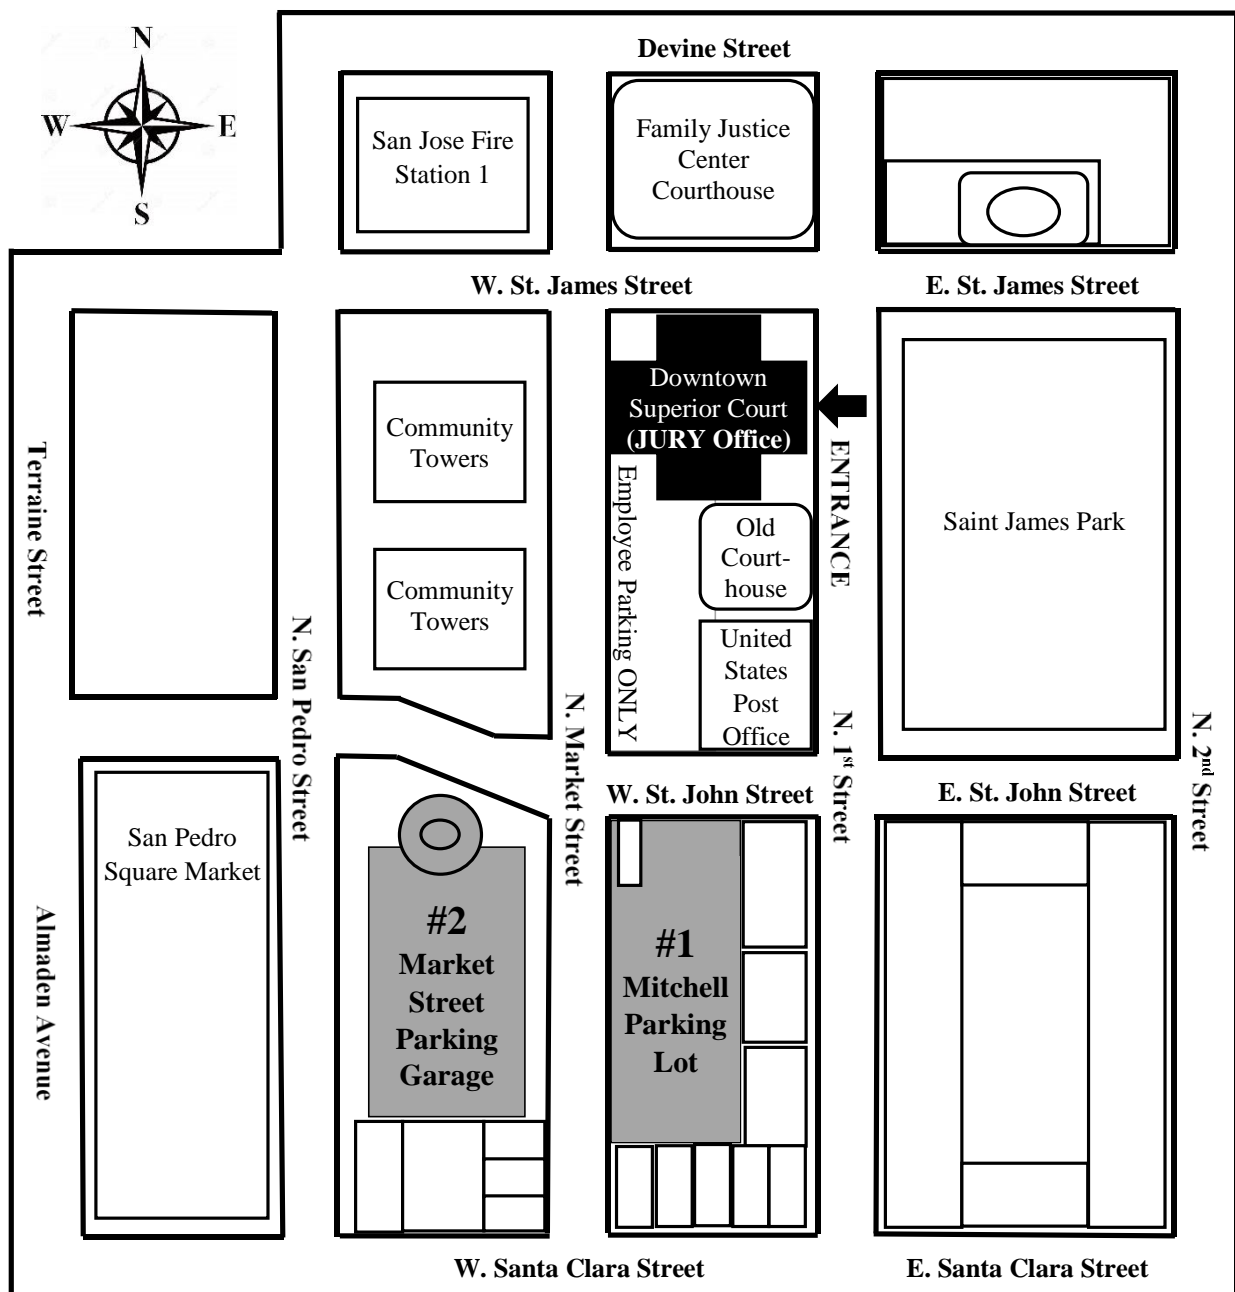 N
W
E
S
Devine Street
San Jose Fire
Station 1
Family Justice
Center
Courthouse
W. St. James Street
E. St. James Street
Terraine Street
Community
Towers
Community
Towers
Downtown
Superior Court
(JURY Office)
ENTRANCE
Employee Parking ONLY
Old
Court-
house
United
States
Post
Office
Saint James Park
N. San Pedro Street
N. Market Street
N. 1st Street
N. 2nd Street
W. St. John Street
E. St. John Street
San Pedro
Square Market
Almaden Avenue
#2
Market
Street
Parking
Garage
#1
Mitchell
Parking
Lot
W. Santa Clara Street
E. Santa Clara Street